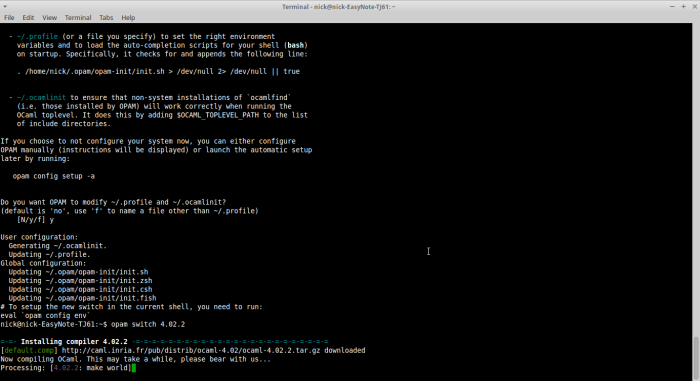 Terminal - nick@nick-EasyNote-TJ61: ~
File Edit View Terminal Tabs Help
- ~/.profile (or a file you specify) to set the right environment
variables and to load the auto-completion scripts for your shell (bash)
on startup. Specifically, it checks for and appends the following line:
. /home/nick/.opam/opam-init/init.sh > /dev/null 2> /dev/null || true
- ~/.ocamlinit to ensure that non-system installations of `ocamlfind`
(i.e. those installed by OPAM) will work correctly when running the
OCaml toplevel. It does this by adding $OCAML_TOPLEVEL_PATH to the list
of include directories.
If you choose to not configure your system now, you can either configure
OPAM manually (instructions will be displayed) or launch the automatic setup
later by running:
opam config setup -a
Do you want OPAM to modify ~/.profile and ~/.ocamlinit?
(default is 'no', use 'f' to name a file other than ~/.profile)
[N/y/f] y
User configuration:
Generating ~/.ocamlinit.
Updating ~/.profile.
Global configuration:
Updating ~/.opam/opam-init/init.sh
Updating ~/.opam/opam-init/init.zsh
Updating ~/.opam/opam-init/init.csh
Updating ~/.opam/opam-init/init.fish
# To setup the new switch in the current shell, you need to run:
eval `opam config env`
nick@nick-EasyNote-TJ61:~$ opam switch 4.02.2
=-=- Installing compiler 4.02.2 -=-=-=-=-=-=-=-=-=-=-=-=-=-=-=-=-=-=-=-=-=-=-=-=
[default.comp] http://caml.inria.fr/pub/distrib/ocaml-4.02/ocaml-4.02.2.tar.gz downloaded
Now compiling OCaml. This may take a while, please bear with us...
Processing: [4.02.2: make world]